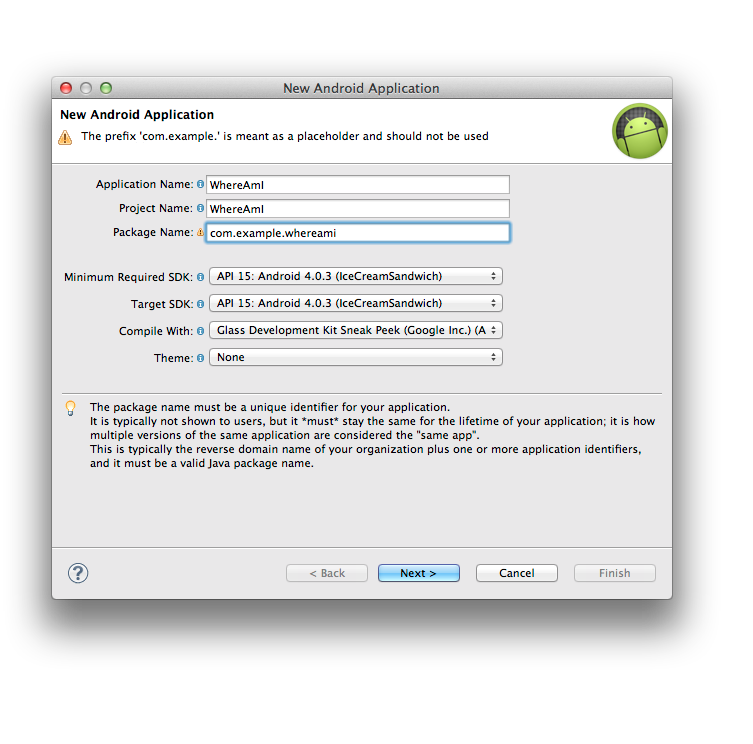 New Android Application
New Android Application
The prefix 'com.example.' is meant as a placeholder and should not be used
Application Name: WhereAmI
Project Name: WhereAmI
Package Name: com.example.whereami
Minimum Required SDK: API 15: Android 4.0.3 (IceCreamSandwich)
Target SDK: API 15: Android 4.0.3 (IceCreamSandwich)
Compile With: Glass Development Kit Sneak Peek (Google Inc.) (A
Theme: None
The package name must be a unique identifier for your application.
It is typically not shown to users, but it *must* stay the same for the lifetime of your application; it is how
multiple versions of the same application are considered the "same app".
This is typically the reverse domain name of your organization plus one or more application identifiers,
and it must be a valid Java package name.
? < Back Next > Cancel Finish